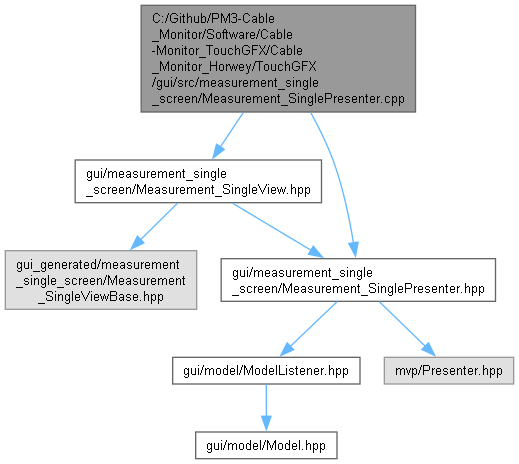 C:/Github/PM3-Cable
_Monitor/Software/Cable
-Monitor_TouchGFX/Cable
_Monitor_Horwey/TouchGFX
/gui/src/measurement_single
_screen/Measurement_SinglePresenter.cpp
gui/measurement_single
_screen/Measurement_SingleView.hpp
gui_generated/measurement
_single_screen/Measurement
_SingleViewBase.hpp
gui/measurement_single
_screen/Measurement_SinglePresenter.hpp
gui/model/ModelListener.hpp
mvp/Presenter.hpp
gui/model/Model.hpp